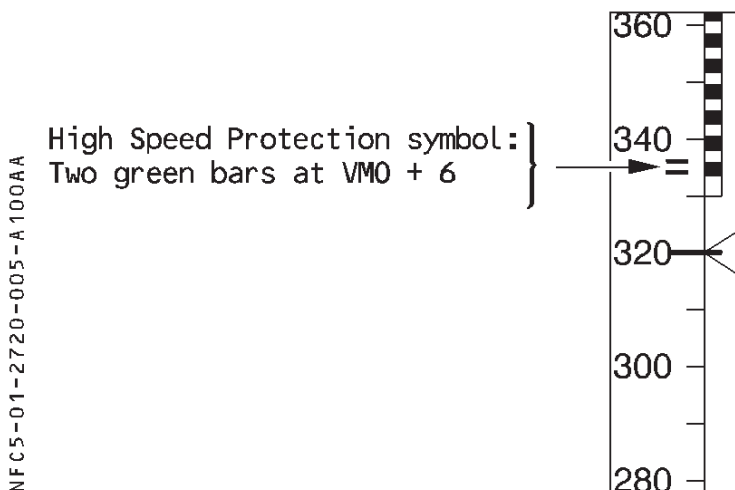 High Speed Protection symbol:
Two green bars at VMO + 6
360
340
320
300
280
NFC5-01-2720-005-A100AA